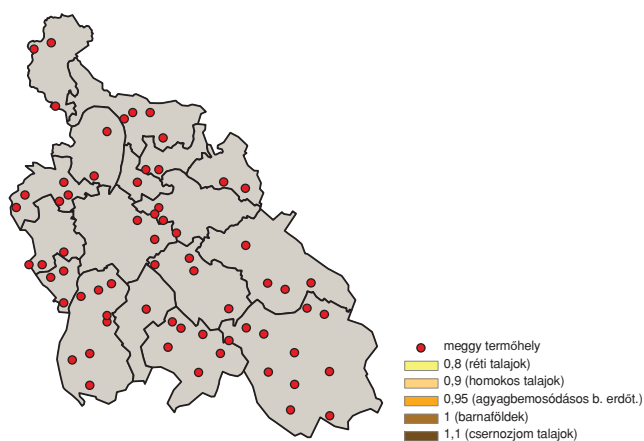 meggy termőhely
0,8 (réti talajok)
0,9 (homokos talajok)
0,95 (agyagbemosódásos b. erdőt.)
1 (barnaföldek)
1,1 (csernozjom talajok)